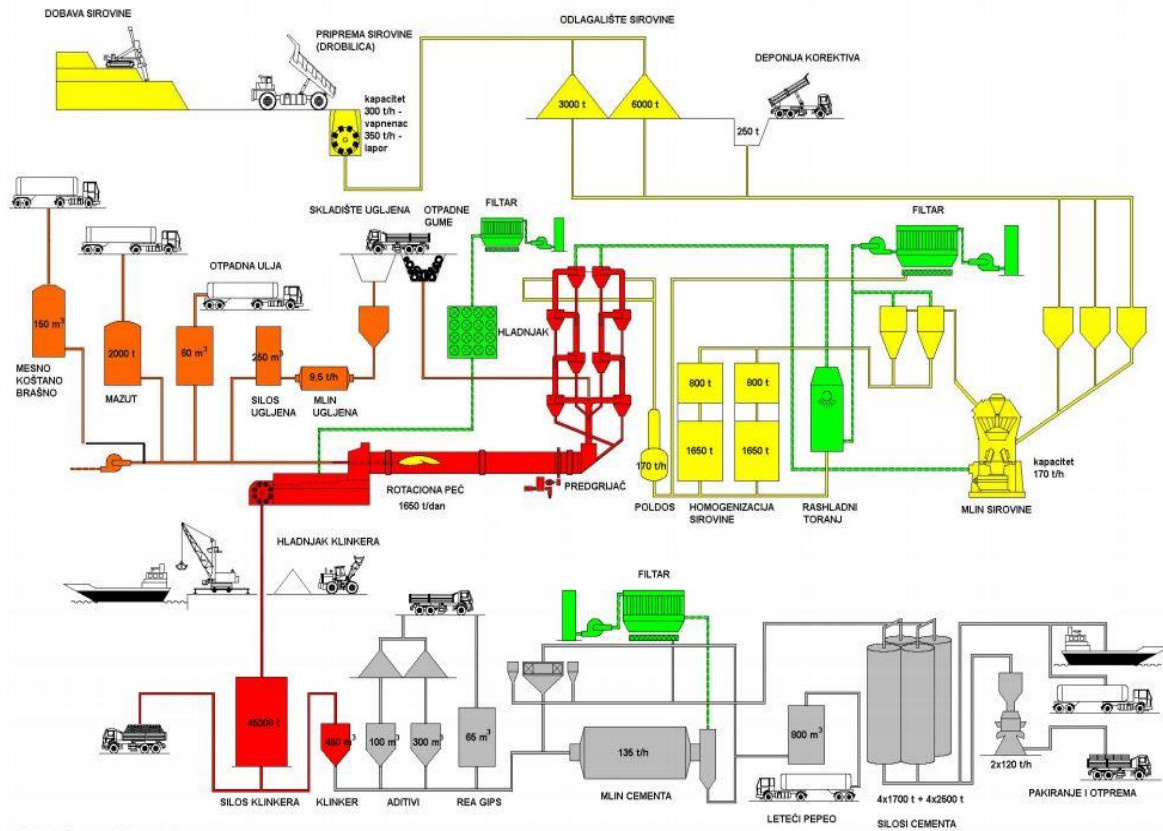 DOBAVA SIROVINE
PRIPREMA SIROVINE
(DROBILICA)
kapacitet
300 t/h -
vapnenac
350 t/h -
lapor
ODLAGALIŠTE SIROVINE
3000 t
6000 t
DEPONIJA KOREKTIVA
250 t
SKLADIŠTE UGLJENA
OTPADNE
GUME
FILTAR
FILTAR
OTPADNA ULJA
150 m³
2000 t
60 m³
250 m³
9,5 t/h
HLADNJAK
MESNO
KOŠTANO
BRAŠNO
MAZUT
SILOS
UGLJENA
MLIN
UGLJENA
800 t
800 t
1650 t
1650 t
170 t/h
kapacitet
170 t/h
ROTACIONA PEĆ
1650 t/dan
PREDGRIJAČ
POLDOS
HOMOGENIZACIJA
SIROVINE
RASHLADNI
TORANJ
MLIN SIROVINE
HLADNJAK KLINKERA
FILTAR
45000 t
450 m³
100 m³
300 m³
65 m³
135 t/h
800 m³
2x120 t/h
SILOS KLINKERA
KLINKER
ADITIVI
REA GIPS
MLIN CEMENTA
LETEĆI PEPEO
4x1700 t + 4x2500 t
SILOSI CEMENTA
PAKIRANJE I OTPREMA